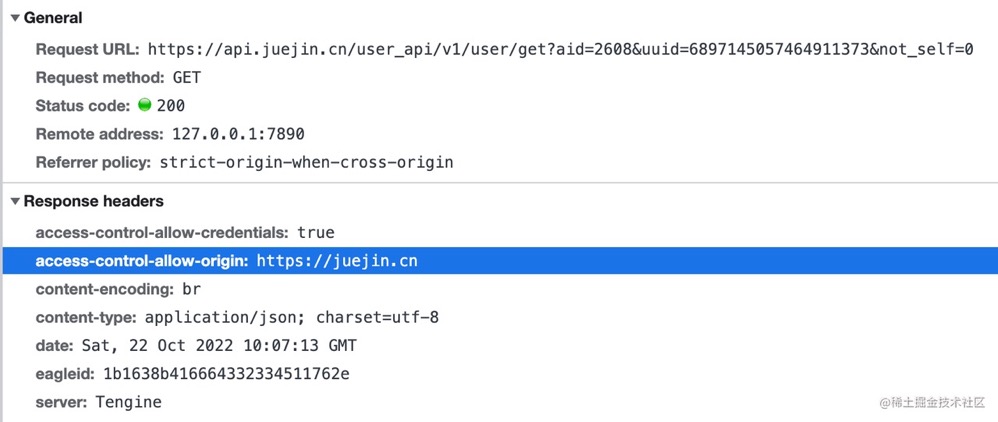 General
Request URL: https://api.juejin.cn/user_api/v1/user/get?aid=2608&uuid=6897145057464911373&not_self=0
Request method: GET
Status code: 200
Remote address: 127.0.0.1:7890
Referrer policy: strict-origin-when-cross-origin
Response headers
access-control-allow-credentials: true
access-control-allow-origin: https://juejin.cn
content-encoding: br
content-type: application/json; charset=utf-8
date: Sat, 22 Oct 2022 10:07:13 GMT
eagleid: 1b1638b416664332334511762e
server: Tengine
@稀土掘金技术社区